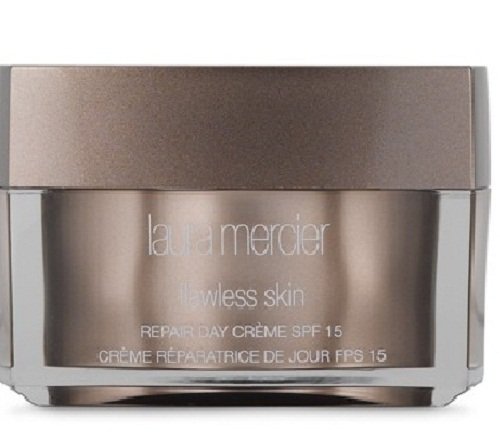 laura mercier
flawless skin
REPAIR DAY CRÈME SPF 15
CRÈME RÉPARATRICE DE JOUR FPS 15